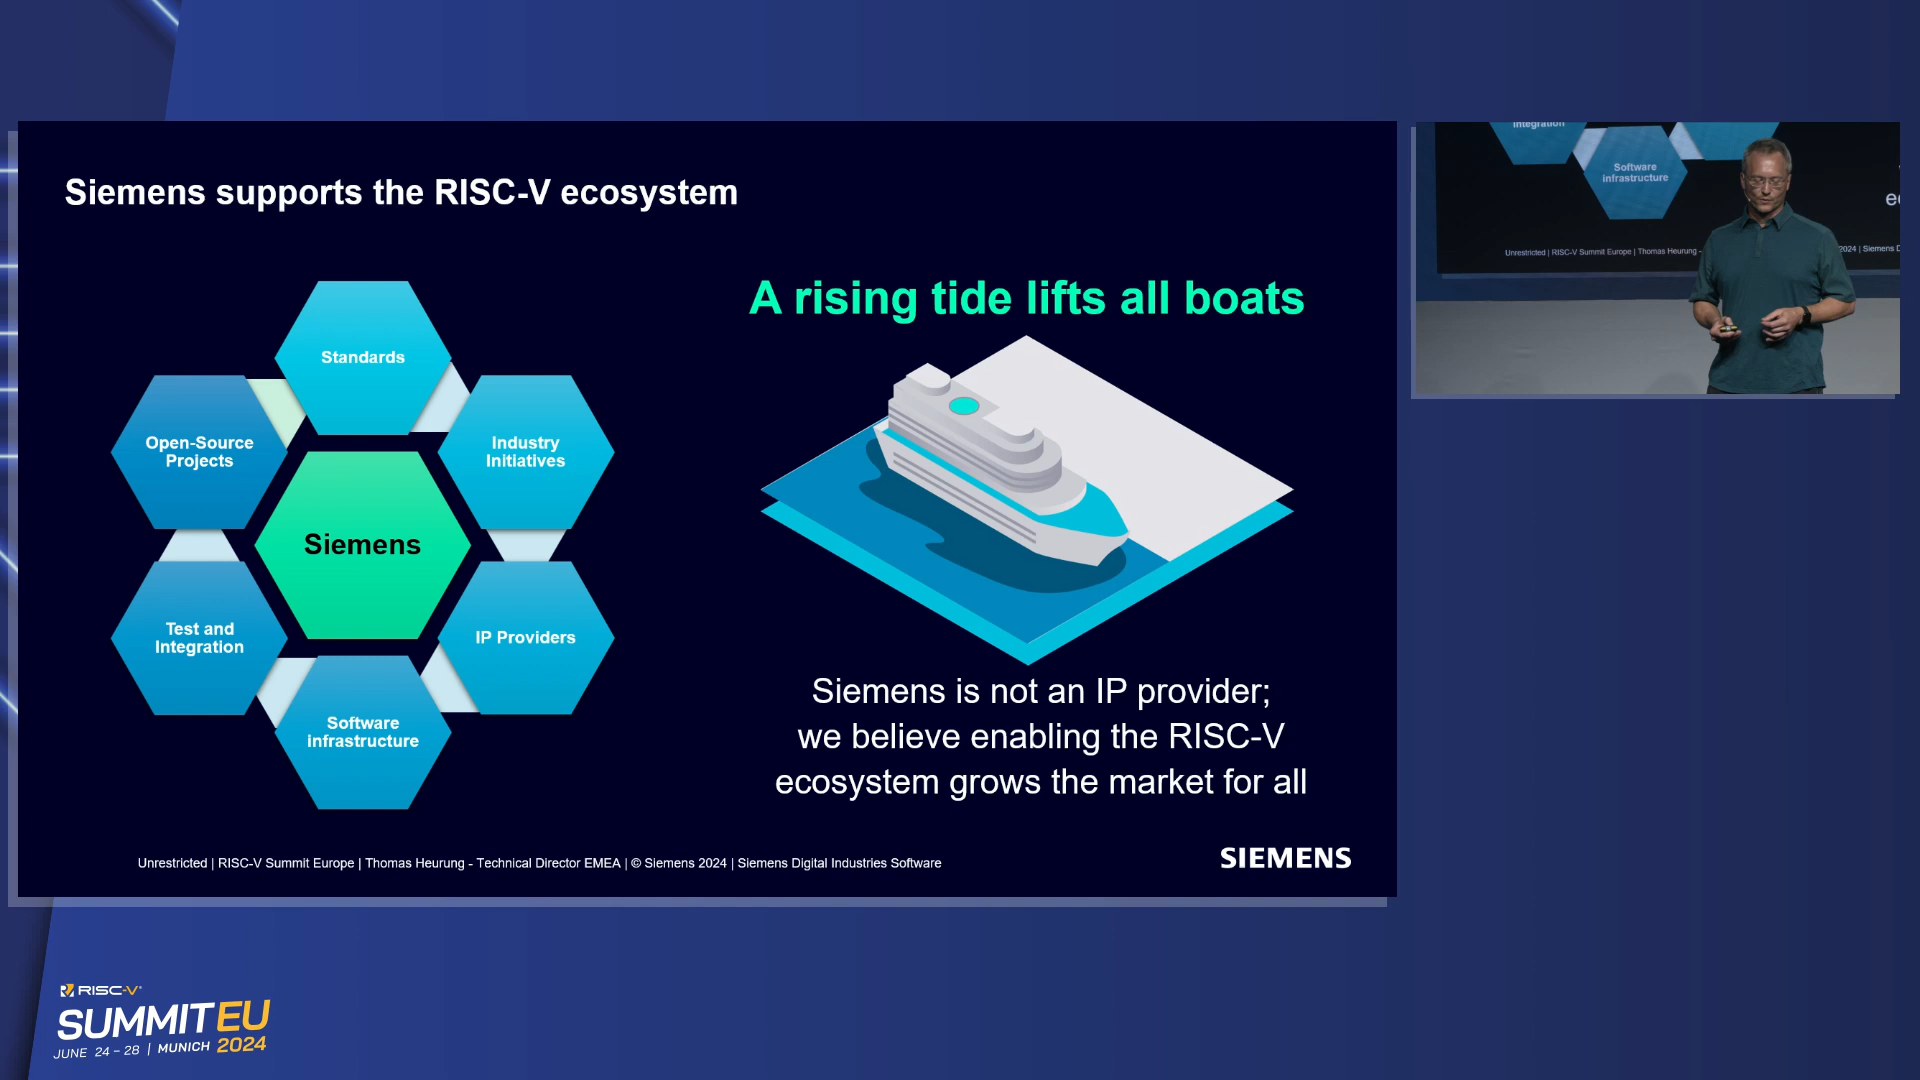 Siemens supports the RISC-V ecosystem
Standards
Open-Source
Projects
Industry
Initiatives
Siemens
Test and
Integration
IP Providers
Software
infrastructure
A rising tide lifts all boats
Siemens is not an IP provider;
we believe enabling the RISC-V
ecosystem grows the market for all
Unrestricted | RISC-V Summit Europe | Thomas Heurung - Technical Director EMEA | © Siemens 2024 | Siemens Digital Industries Software
SIEMENS
Integration
Software
infrastructure
Unrestricted | RISC-V Summit Europe | Thomas Heurung -
2024 | Siemens D
RISC-V®
SUMMIT EU
JUNE 24 – 28 | MUNICH 2024